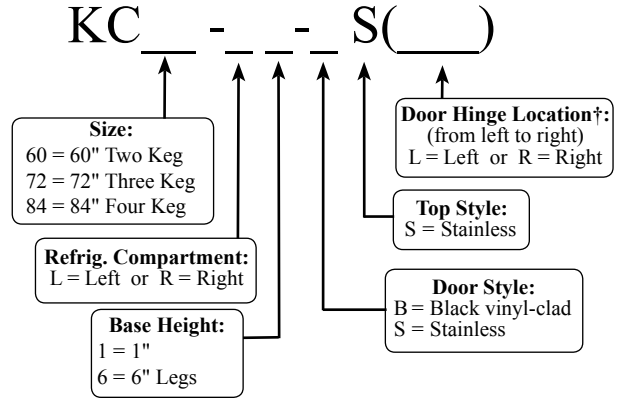 KC__ -_ _-_ S(___)
Size:
60 = 60" Two Keg
72 = 72" Three Keg
84 = 84" Four Keg
Refrig. Compartment:
L = Left or R = Right
Base Height:
1 = 1"
6 = 6" Legs
Door Hinge Location†:
(from left to right)
L = Left or R = Right
Top Style:
S = Stainless
Door Style:
B = Black vinyl-clad
S = Stainless